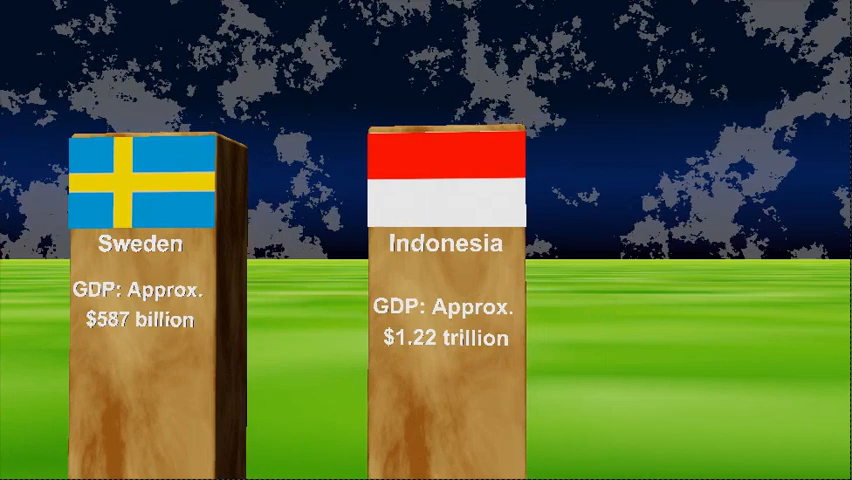 Sweden
GDP: Approx.
$587 billion
Indonesia
GDP: Approx.
$1.22 trillion